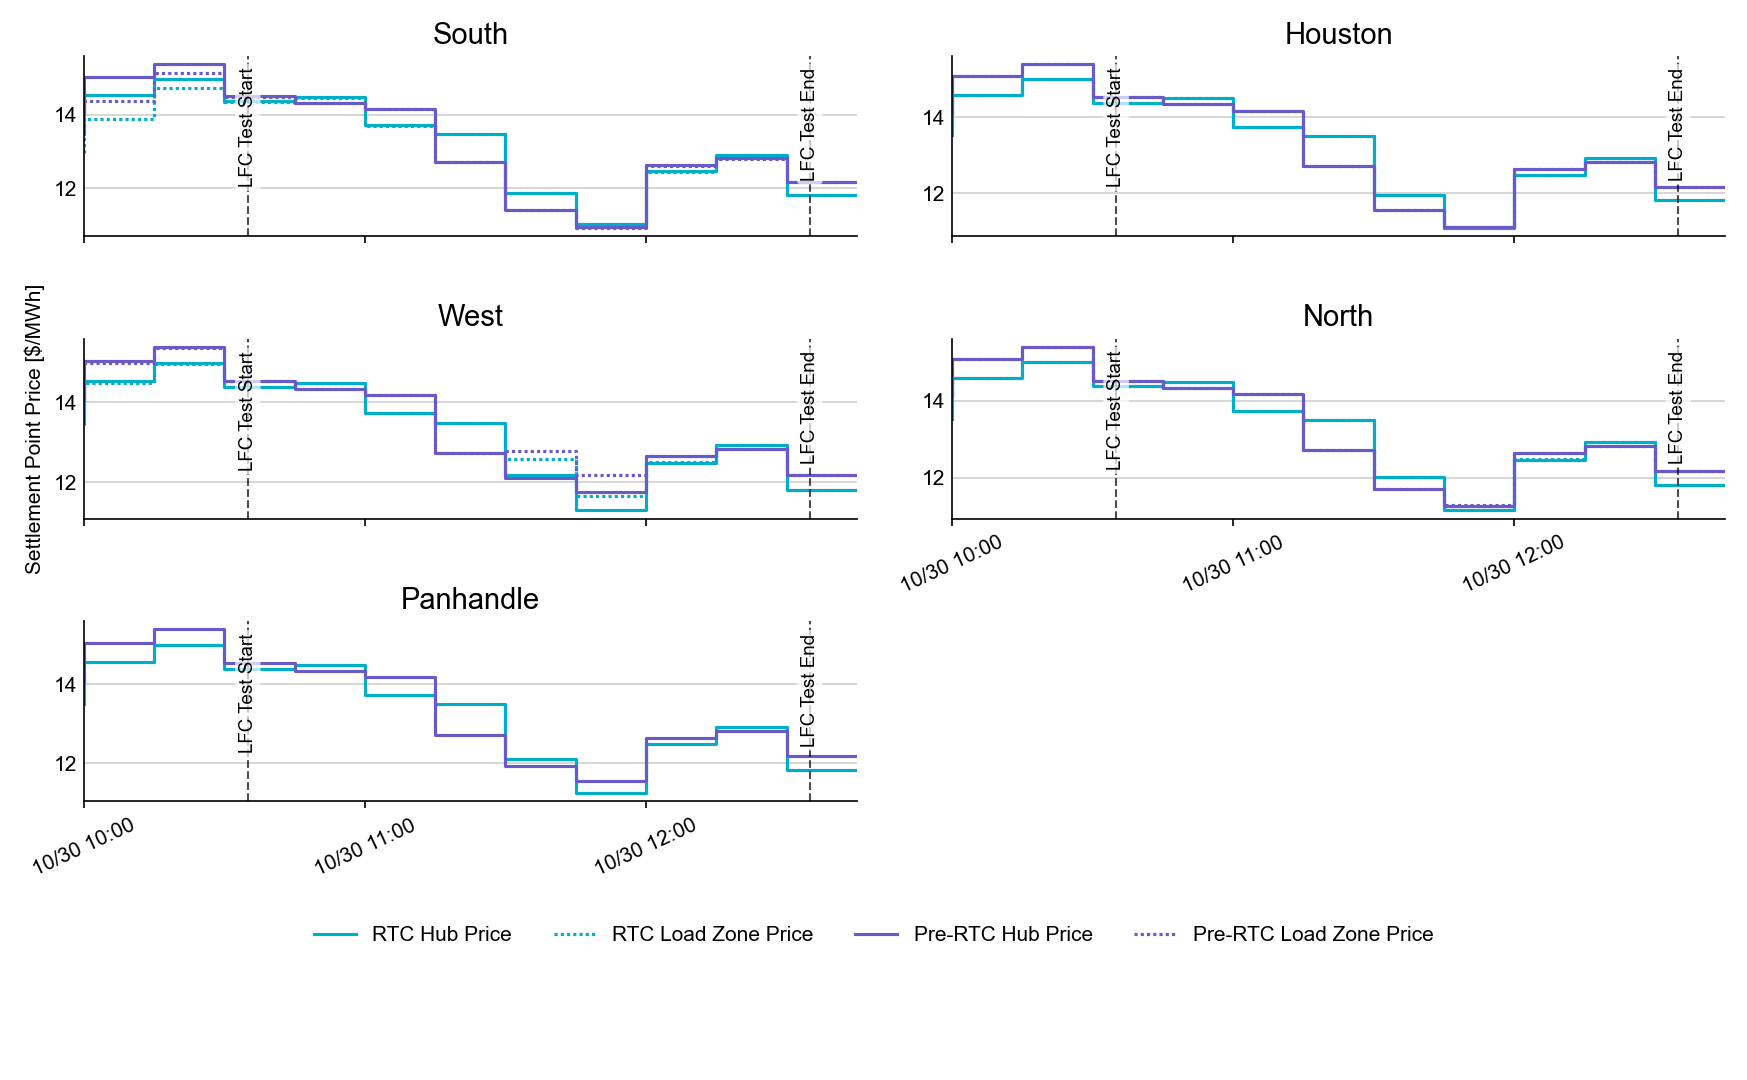 South
LFC Test Start
LFC Test End
14
12
Houston
LFC Test Start
LFC Test End
14
12
Settlement Point Price [$/MWh]
West
LFC Test Start
LFC Test End
14
12
North
LFC Test Start
LFC Test End
14
12
10/30 10:00
10/30 11:00
10/30 12:00
Panhandle
LFC Test Start
LFC Test End
14
12
10/30 10:00
10/30 11:00
10/30 12:00
RTC Hub Price
RTC Load Zone Price
Pre-RTC Hub Price
Pre-RTC Load Zone Price